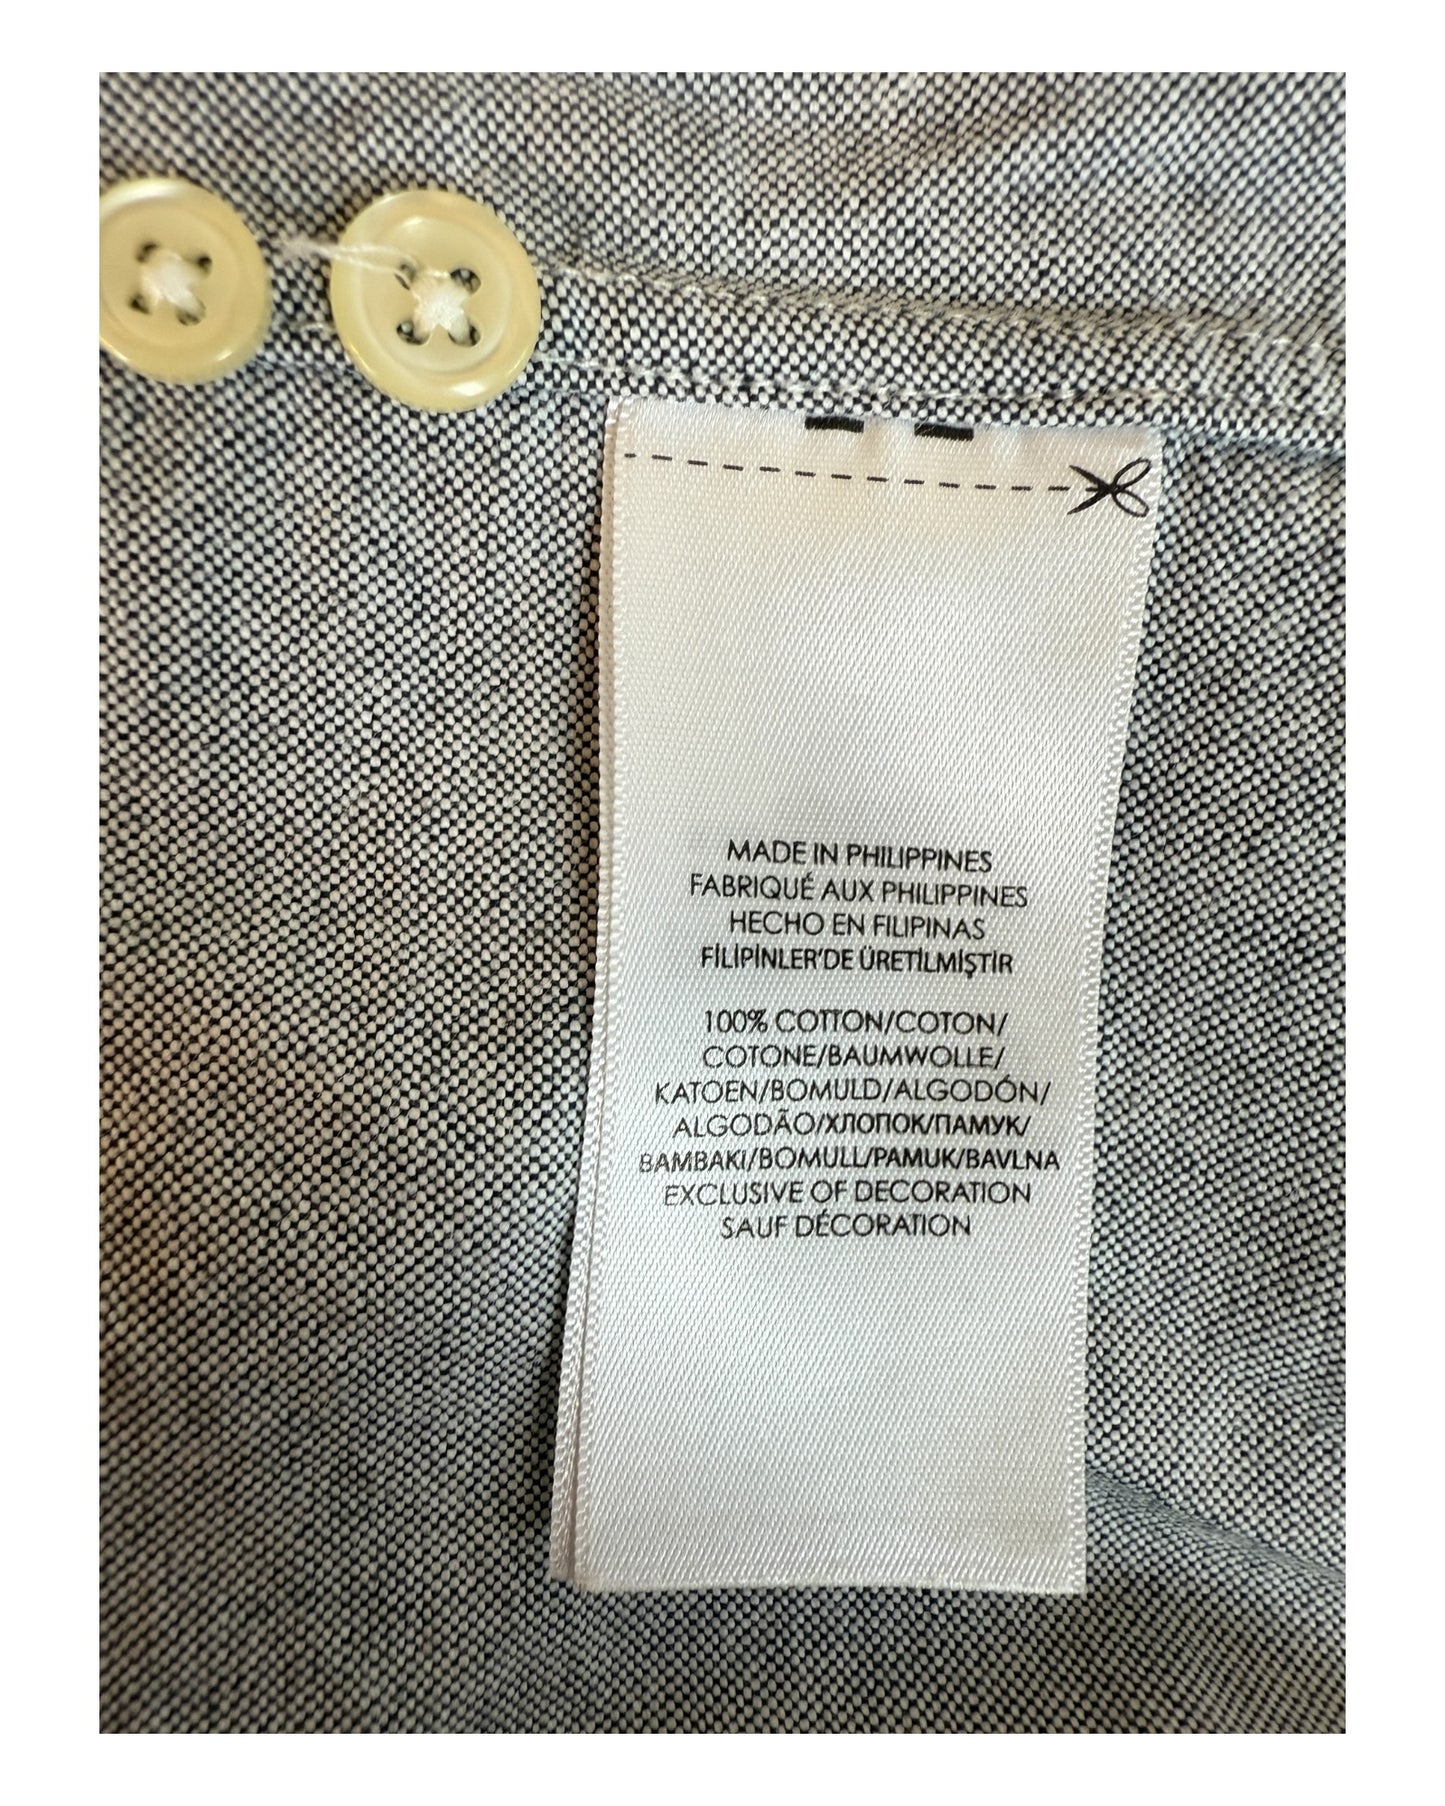 MADE IN PHILIPPINES
FABRIQUÉ AUX PHILIPPINES
HECHO EN FILIPINAS
FİLİPİNLER'DE ÜRETİLMİŞTİR
100% COTTON/COTON/
COTONE/BAUMWOLLE/
KATOEN/BOMULD/ALGODÓN/
ALGODÃO/ХЛОПОК/ПАМУК/
BAMBAKI/BOMULL/PAMUK/BAVLNA
EXCLUSIVE OF DECORATION
SAUF DÉCORATION